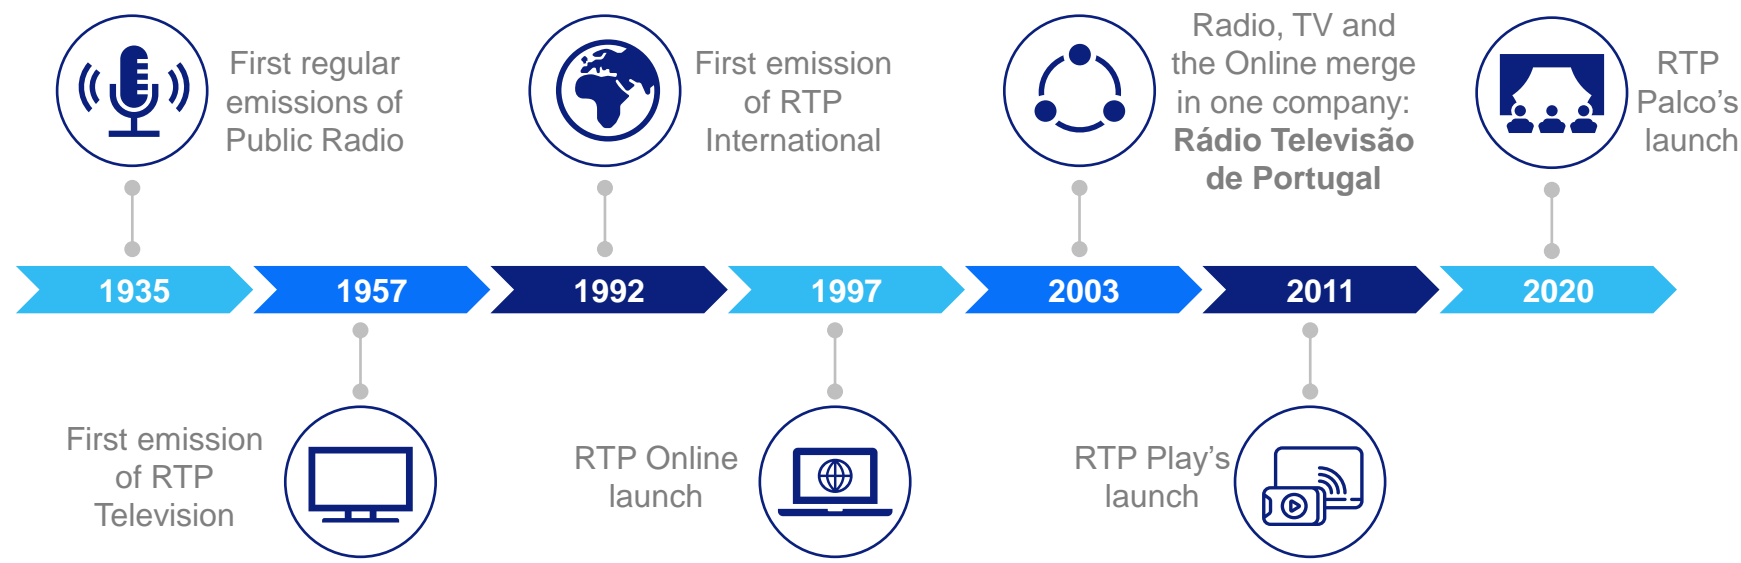 First regular
emissions of
Public Radio
First emission
of RTP
International
Radio, TV and
the Online merge
in one company:
Rádio Televisão
de Portugal
RTP
Palco’s
launch
1935
1957
1992
1997
2003
2011
2020
First emission
of RTP
Television
RTP Online
launch
RTP Play’s
launch